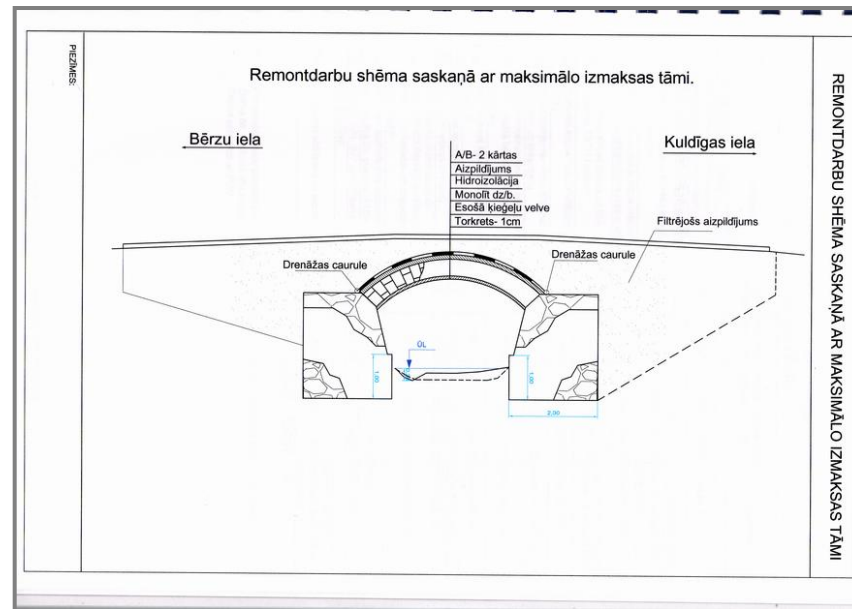 PIEZĪMES:
Remontdarbu shēma saskaņā ar maksimālo izmaksas tāmi.
Bērzu iela
Kuldīgas iela
A/B- 2 kārtas
Aizpildījums
Hidroizolācija
Monolīt dz/b.
Esošā ķieģeļu velve
Torkrets- 1cm
Filtrējošs aizpildījums
Drenāžas caurule
Drenāžas caurule
ŪL
1,00
1,00
2,00
REMONTDARBU SHĒMA SASKAŅĀ AR MAKSIMĀLO IZMAKSAS TĀMI